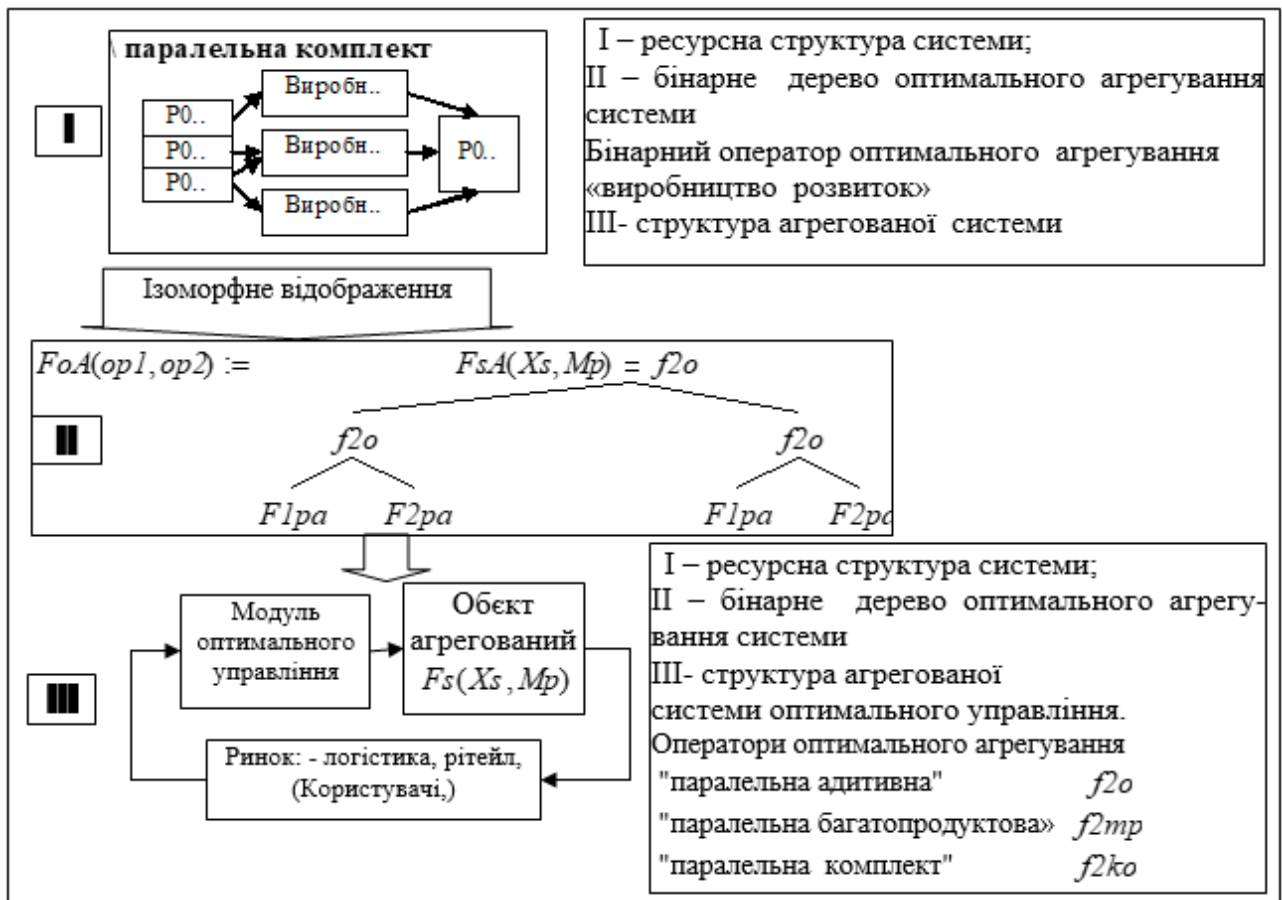 \ паралельна комплект
Виробн..
P0..
P0..
Виробн..
P0..
P0..
Виробн..
I
I – ресурсна структура системи;
II – бінарне дерево оптимального агрегування
системи
Бінарний оператор оптимального агрегування
«виробництво розвиток»
III- структура агрегованої системи
Ізоморфне відображення
FoA(op1,op2) := FsA(Xs,Mp) = f2o
II
f2o f2o
F1pa F2pa F1pa F2pa
III
Модуль
оптимального
управління
Обєкт
агрегований
Fs(Xs,Mp)
Ринок: - логістика, рітейл,
(Користувачі,)
I – ресурсна структура системи;
II – бінарне дерево оптимального агрегу-
вання системи
III- структура агрегованої
системи оптимального управління.
Оператори оптимального агрегування
"паралельна адитивна" f2o
"паралельна багатопродуктова» f2mp
"паралельна комплект" f2ko